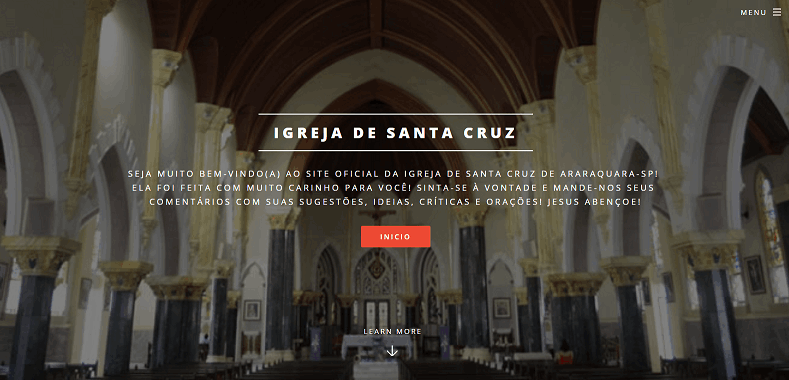 MENU
IGREJA DE SANTA CRUZ
SEJA MUITO BEM-VINDO(A) AO SITE OFICIAL DA IGREJA DE SANTA CRUZ DE ARARAQUARA-SP!
ELA FOI FEITA COM MUITO CARINHO PARA VOCÊ! SINTA-SE À VONTADE E MANDE-NOS SEUS
COMENTÁRIOS COM SUAS SUGESTÕES, IDEIAS, CRÍTICAS E ORAÇÕES! JESUS ABENÇOE!
INICIO
LEARN MORE